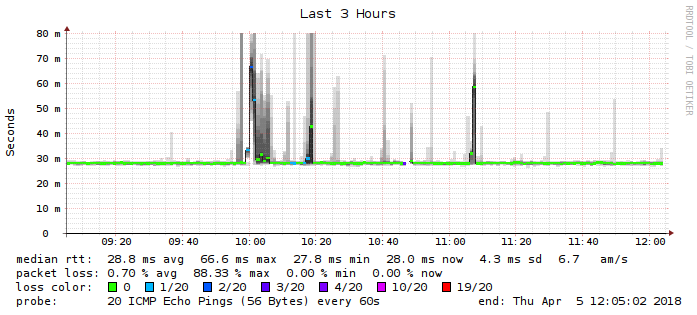 Last 3 Hours
RRDTOOL / TOBI OETIKER
Seconds
80 m
70 m
60 m
50 m
40 m
30 m
20 m
10 m
0
09:20 09:40 10:00 10:20 10:40 11:00 11:20 11:40 12:00
median rtt: 28.8 ms avg 66.6 ms max 27.8 ms min 28.0 ms now 4.3 ms sd 6.7 am/s
packet loss: 0.70 % avg 88.33 % max 0.00 % min 0.00 % now
loss color: 0 1/20 2/20 3/20 4/20 10/20 19/20
probe: 20 ICMP Echo Pings (56 Bytes) every 60s end: Thu Apr 5 12:05:02 2018